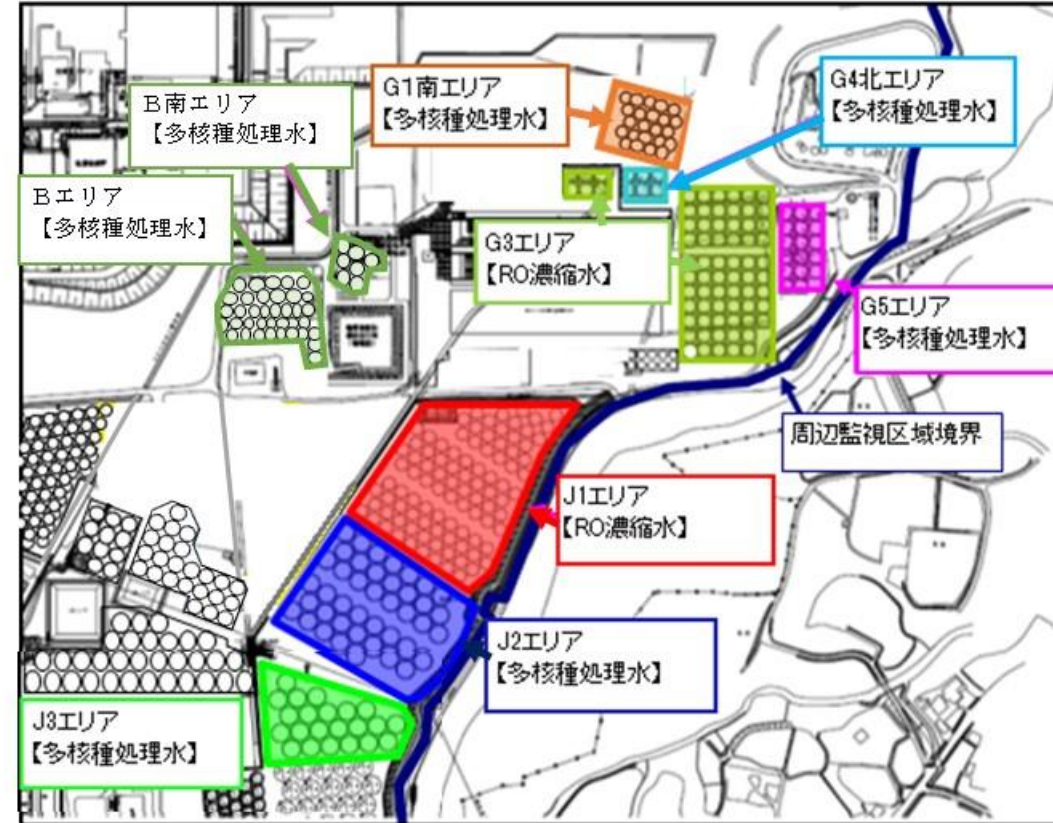 B南エリア
【多核種処理水】
Bエリア
【多核種処理水】
G1南エリア
【多核種処理水】
G4北エリア
【多核種処理水】
G3エリア
【RO濃縮水】
G5エリア
【多核種処理水】
周辺監視区域境界
J1エリア
【RO濃縮水】
J2エリア
【多核種処理水】
J3エリア
【多核種処理水】